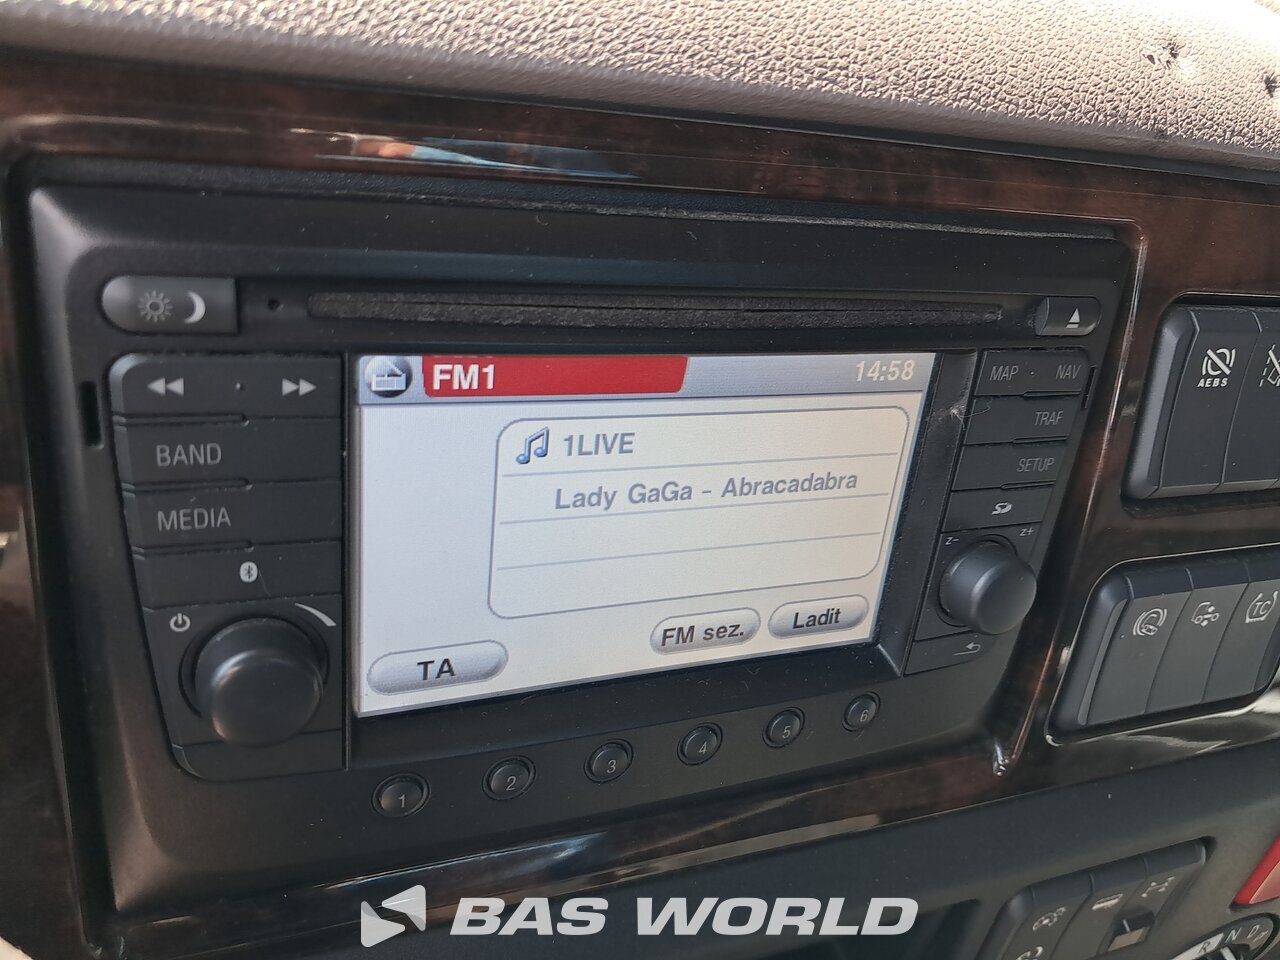 FM1
14:58
1LIVE
Lady GaGa - Abracadabra
FM sez.
Ladit
TA
BAND
MEDIA
MAP · NAV
TRAF
SETUP
z-
z+
1
2
3
4
5
6
AEBS
TC
R N D
BAS WORLD